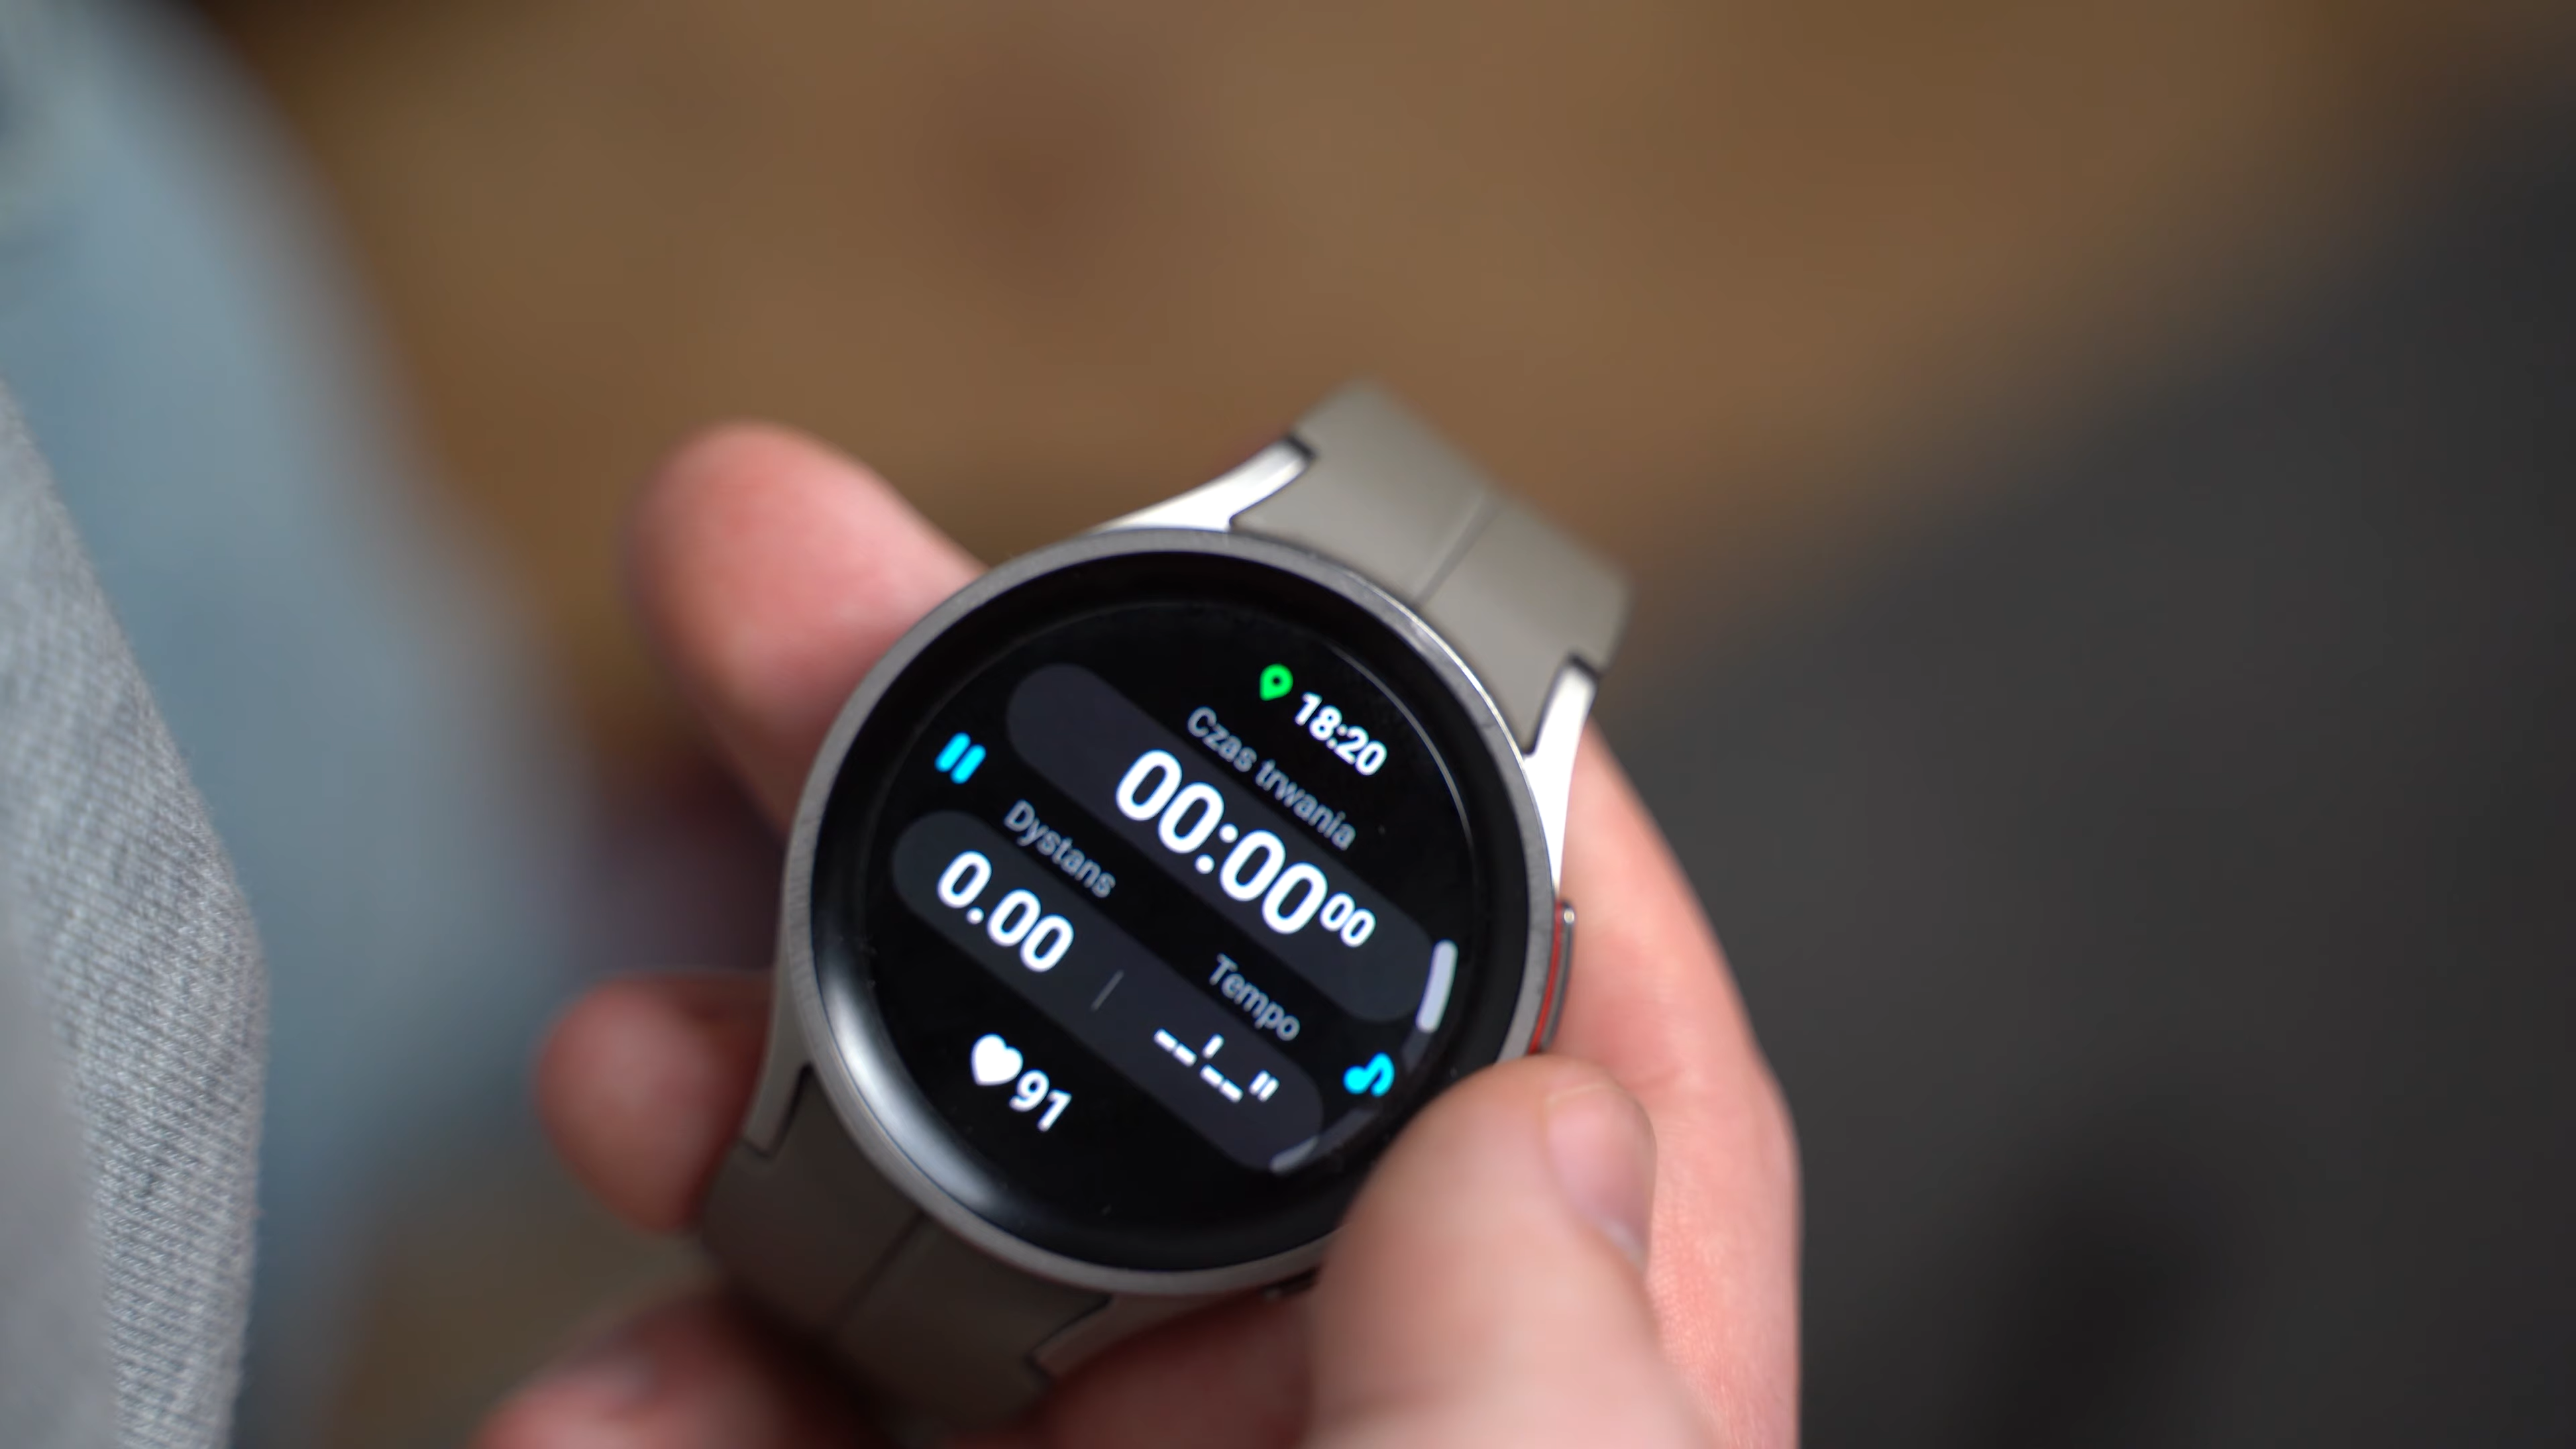 18:20
Czas trwania
00:00 00
Dystans
0.00
Tempo
--'--"
91